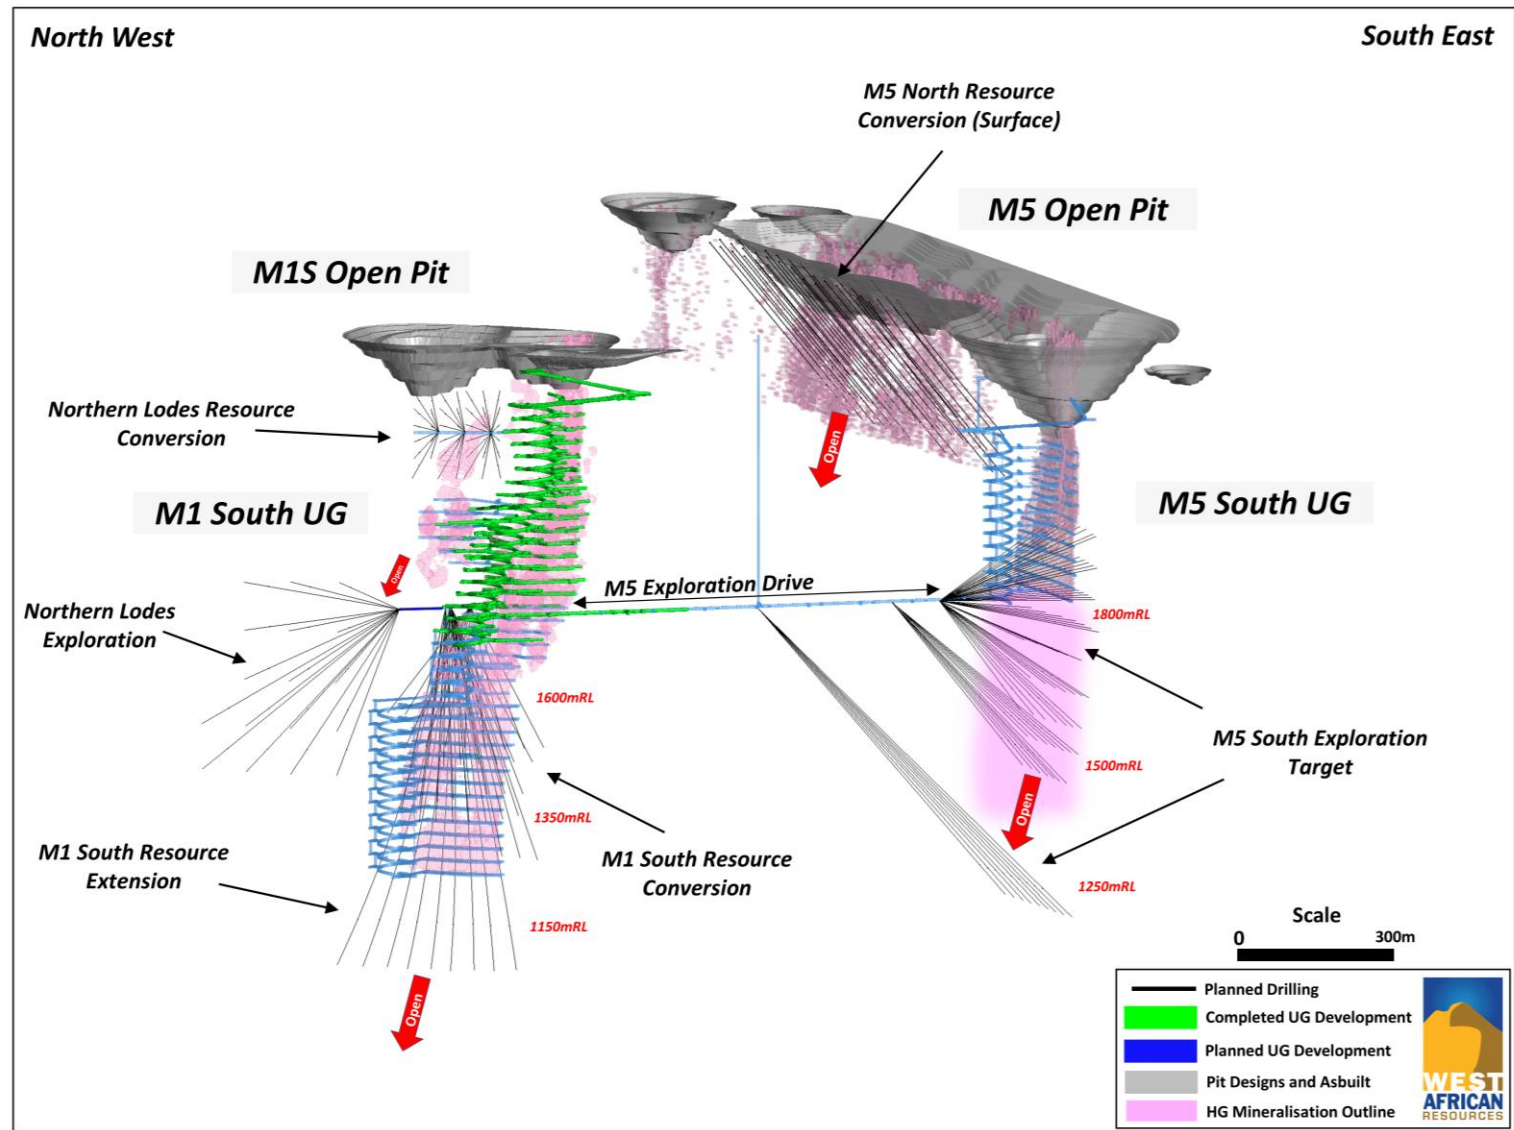 North West
South East
M5 North Resource
Conversion (Surface)
M5 Open Pit
M1S Open Pit
Northern Lodes Resource
Conversion
Open
M1 South UG
M5 South UG
Open
M5 Exploration Drive
Northern Lodes
Exploration
1800mRL
1600mRL
M5 South Exploration
Target
1500mRL
Open
1350mRL
M1 South Resource
Extension
M1 South Resource
Conversion
1250mRL
1150mRL
Open
Scale
0
300m
Planned Drilling
Completed UG Development
Planned UG Development
Pit Designs and Asbuilt
HG Mineralisation Outline
WEST
AFRICAN
RESOURCES